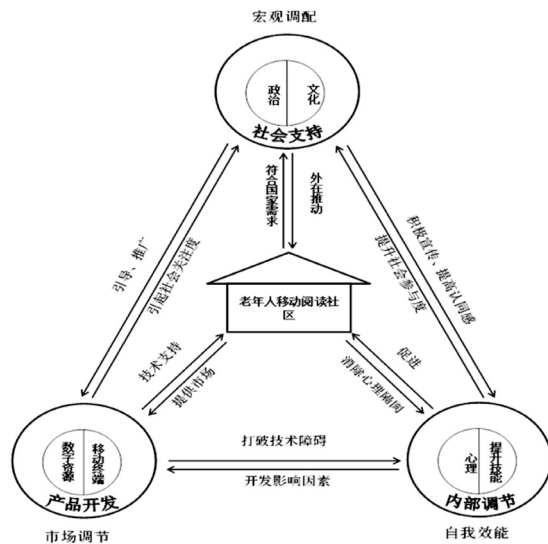 宏观调配
政治
文化
社会支持
符合国家需求
外在推动
引导、推广
引起社会关注度
积极宣传、提高认同感
提升社会参与度
老年人移动阅读社
区
技术支持
提供市场
促进
消除心理隔阂
数字资源
移动终端
产品开发
市场调节
打破技术障碍
开发影响因素
心理
提升技能
内部调节
自我效能